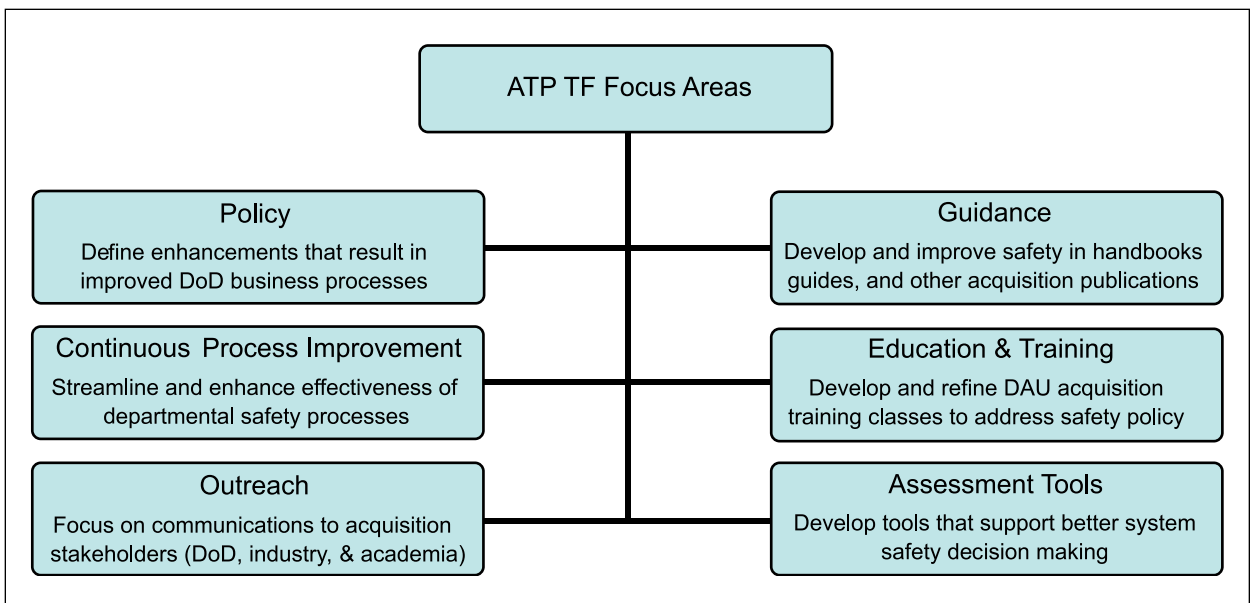 ATP TF Focus Areas
Policy
Define enhancements that result in
improved DoD business processes
Guidance
Develop and improve safety in handbooks
guides, and other acquisition publications
Continuous Process Improvement
Streamline and enhance effectiveness of
departmental safety processes
Education & Training
Develop and refine DAU acquisition
training classes to address safety policy
Outreach
Focus on communications to acquisition
stakeholders (DoD, industry, & academia)
Assessment Tools
Develop tools that support better system
safety decision making